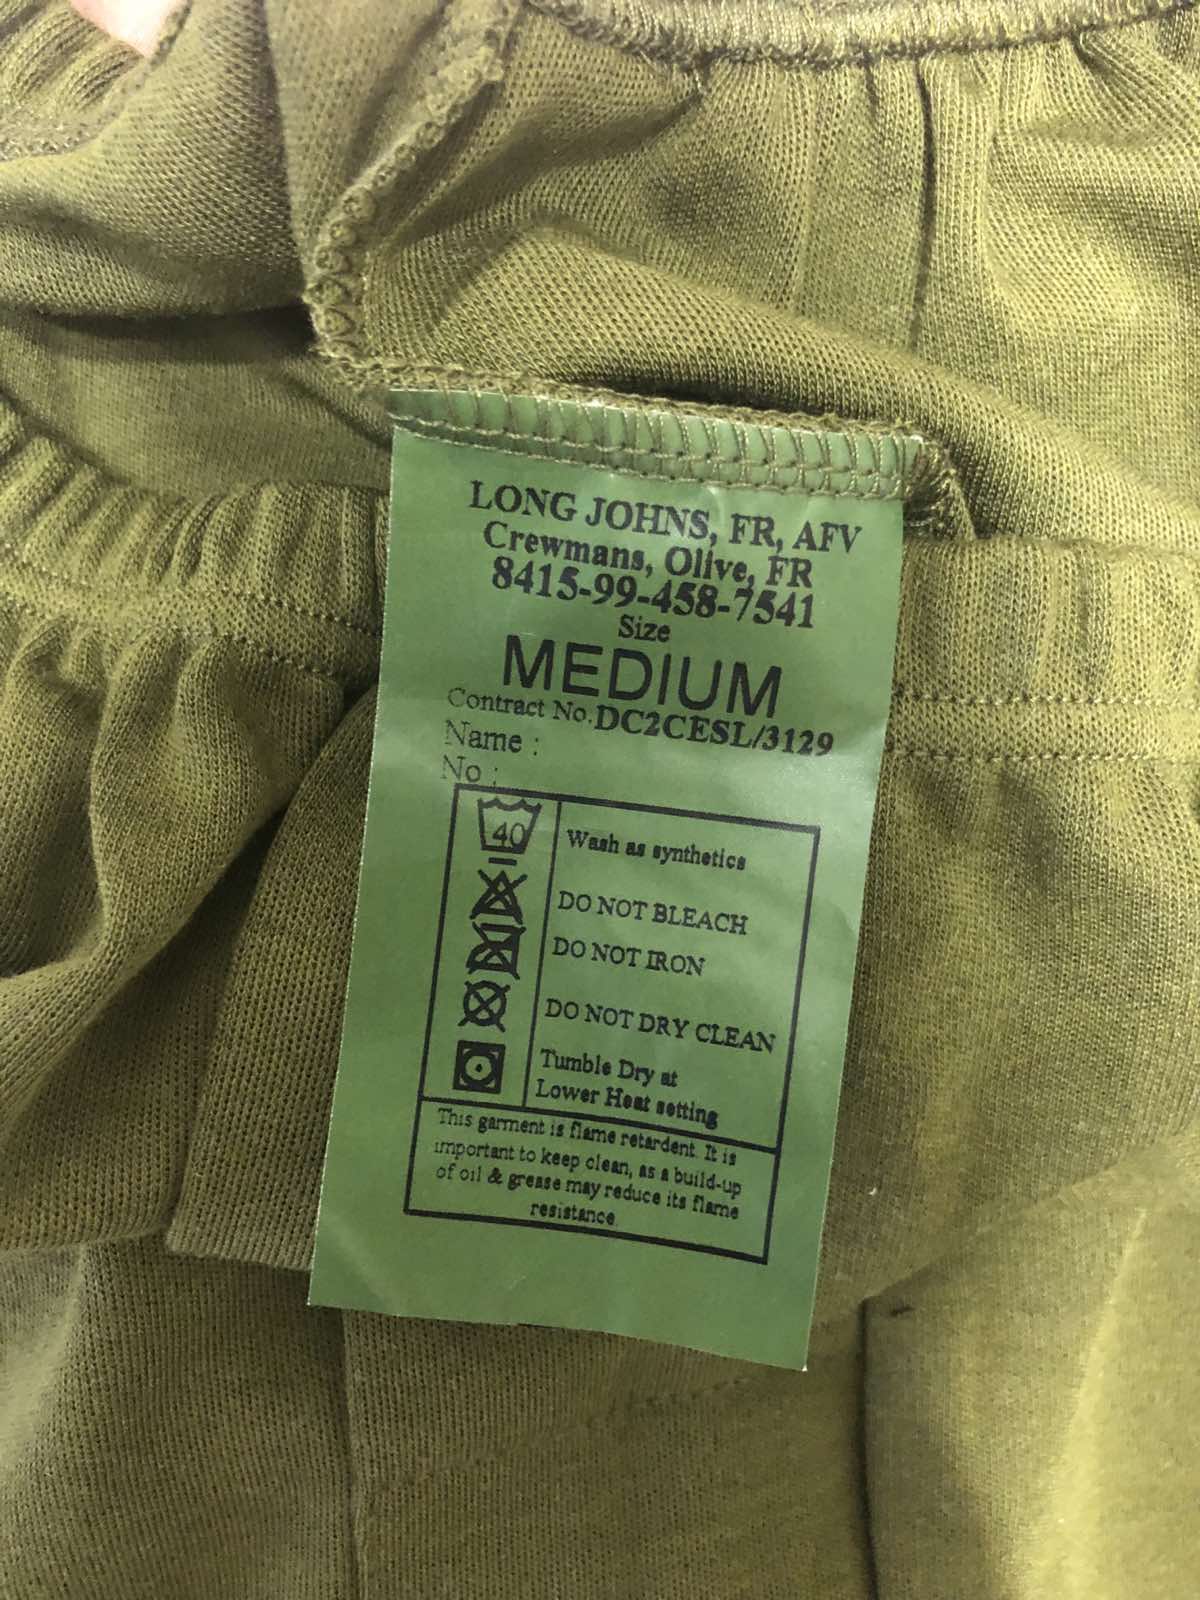 LONG JOHNS, FR, AFV
Crewmans, Olive, FR
8415-99-458-7541
Size
MEDIUM
Contract No. DC2CESL/3129
Name :
No :
40
Wash as synthetics
DO NOT BLEACH
DO NOT IRON
DO NOT DRY CLEAN
Tumble Dry at
Lower Heat setting
This garment is flame retardent. It is
important to keep clean, as a build-up
of oil & grease may reduce its flame
resistance.